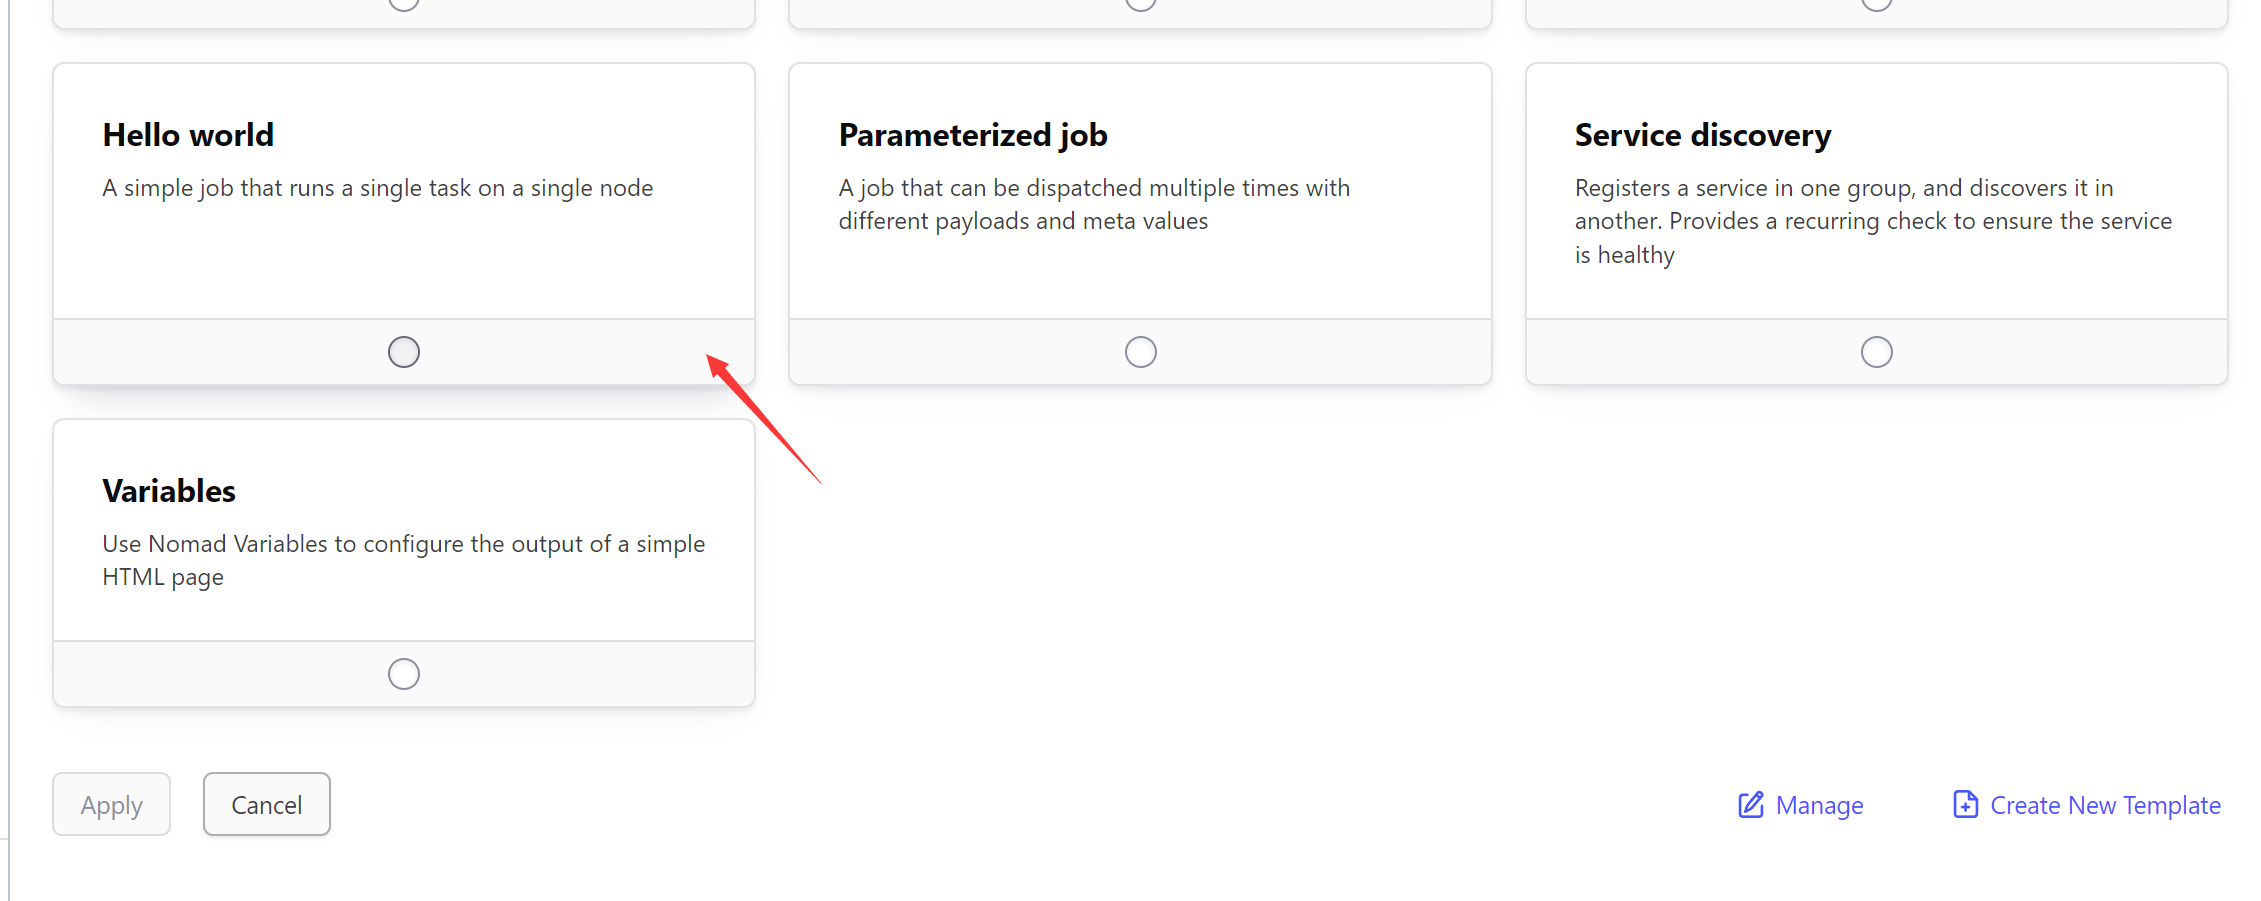 Hello world
A simple job that runs a single task on a single node
Parameterized job
A job that can be dispatched multiple times with
different payloads and meta values
Service discovery
Registers a service in one group, and discovers it in
another. Provides a recurring check to ensure the service
is healthy
Variables
Use Nomad Variables to configure the output of a simple
HTML page
Apply
Cancel
Manage
Create New Template